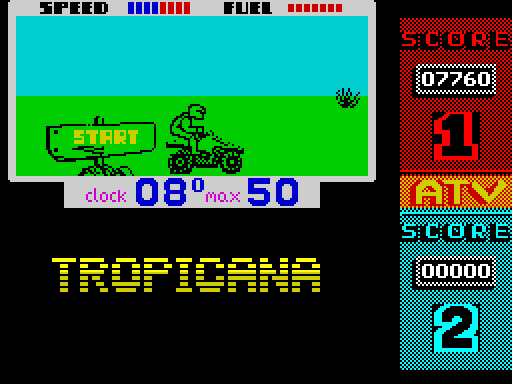 SPEED FUEL
START
clock 08° max 50
TROPICANA
SCORE
07760
1
ATV
SCORE
00000
2